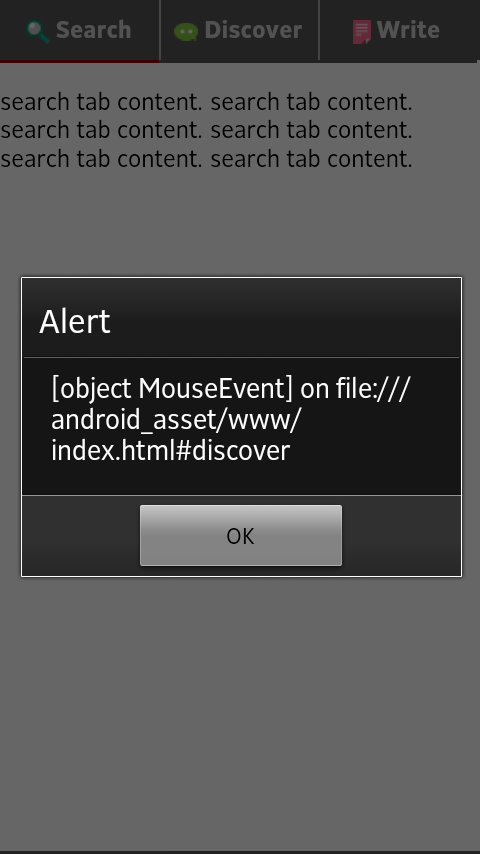 Search Discover Write
search tab content. search tab content.
search tab content. search tab content.
search tab content. search tab content.
Alert
[object MouseEvent] on file:///
android_asset/www/
index.html#discover
OK